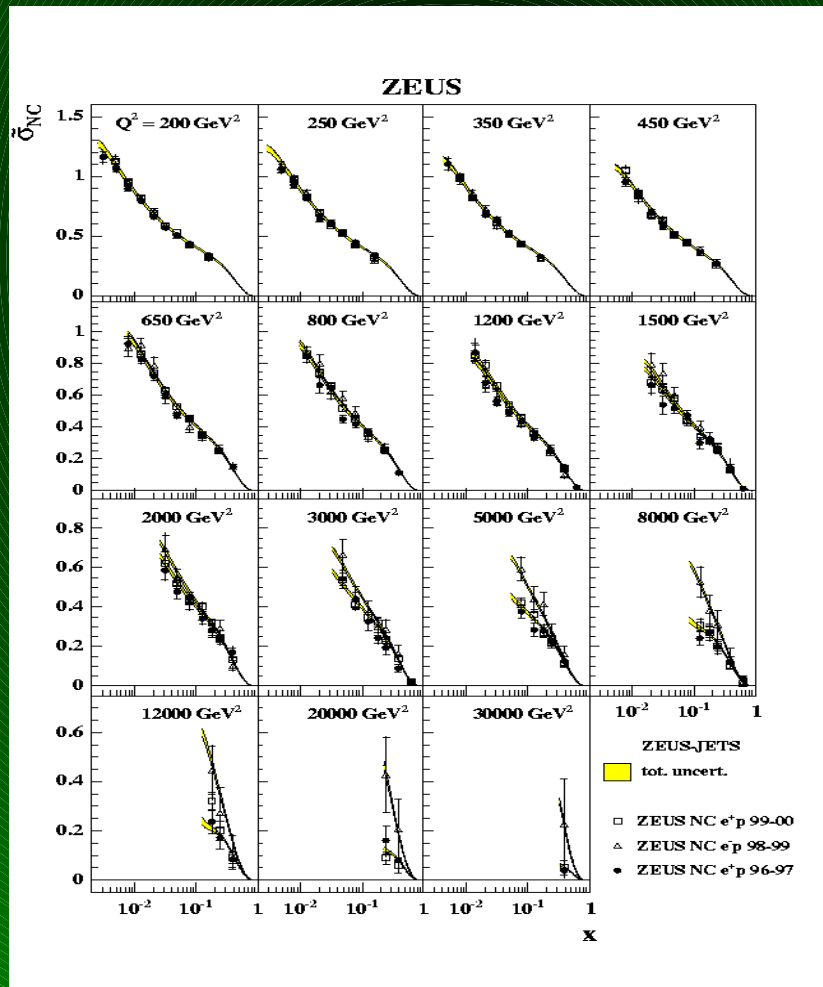 ZEUS
σ̃NC
Q² = 200 GeV²
250 GeV²
350 GeV²
450 GeV²
1.5
1
0.5
0
650 GeV²
800 GeV²
1200 GeV²
1500 GeV²
1
0.8
0.6
0.4
0.2
0
2000 GeV²
3000 GeV²
5000 GeV²
8000 GeV²
0.8
0.6
0.4
0.2
0
10⁻² 10⁻¹ 1
12000 GeV²
20000 GeV²
30000 GeV²
0.6
0.4
0.2
0
10⁻² 10⁻¹ 1 10⁻² 10⁻¹ 1 10⁻² 10⁻¹ 1
x
ZEUS-JETS
tot. uncert.
ZEUS NC e⁺p 99-00
ZEUS NC e⁻p 98-99
ZEUS NC e⁺p 96-97